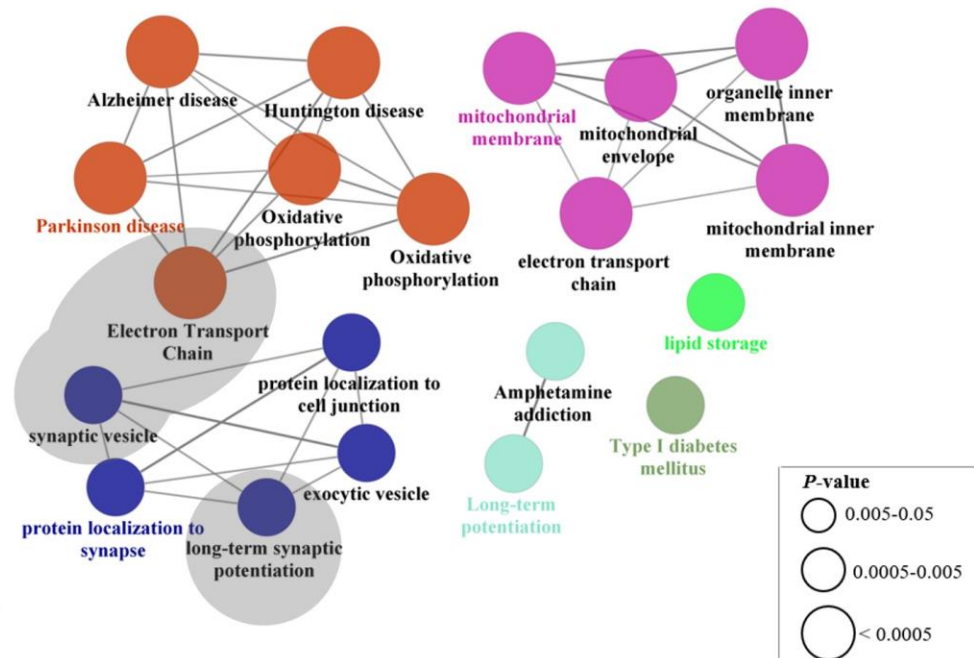 Alzheimer disease
Huntington disease
Parkinson disease
Oxidative
phosphorylation
Oxidative
phosphorylation
Electron Transport
Chain
mitochondrial
membrane
mitochondrial
envelope
organelle inner
membrane
electron transport
chain
mitochondrial inner
membrane
lipid storage
protein localization to
cell junction
synaptic vesicle
exocytic vesicle
protein localization to
synapse
long-term synaptic
potentiation
Amphetamine
addiction
Long-term
potentiation
Type I diabetes
mellitus
P-value
0.005-0.05
0.0005-0.005
< 0.0005